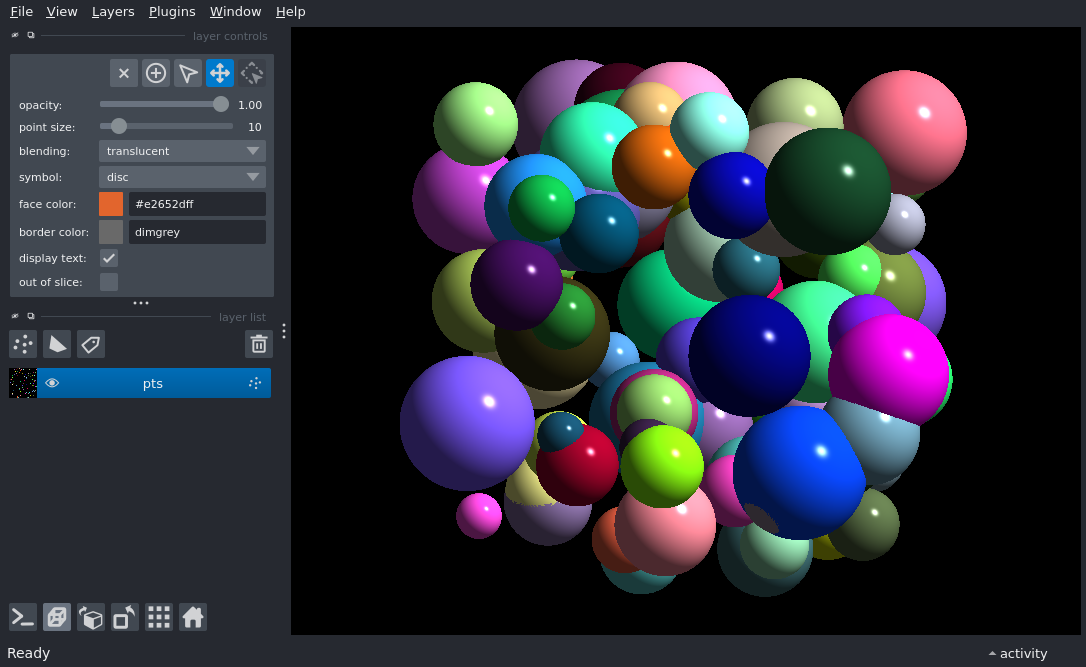 File View Layers Plugins Window Help
layer controls
opacity: 1.00
point size: 10
blending: translucent
symbol: disc
face color: #e2652dff
border color: dimgrey
display text:
out of slice:
layer list
pts
Ready
activity